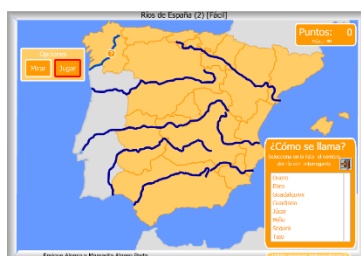 Ríos de España (2) [Fácil]
Opciones
Mirar
Jugar
Puntos: 0
?
¿Cómo se llama?
Duero
Ebro
Guadalquivir
Guadiana
Júcar
Miño
Segura
Tajo